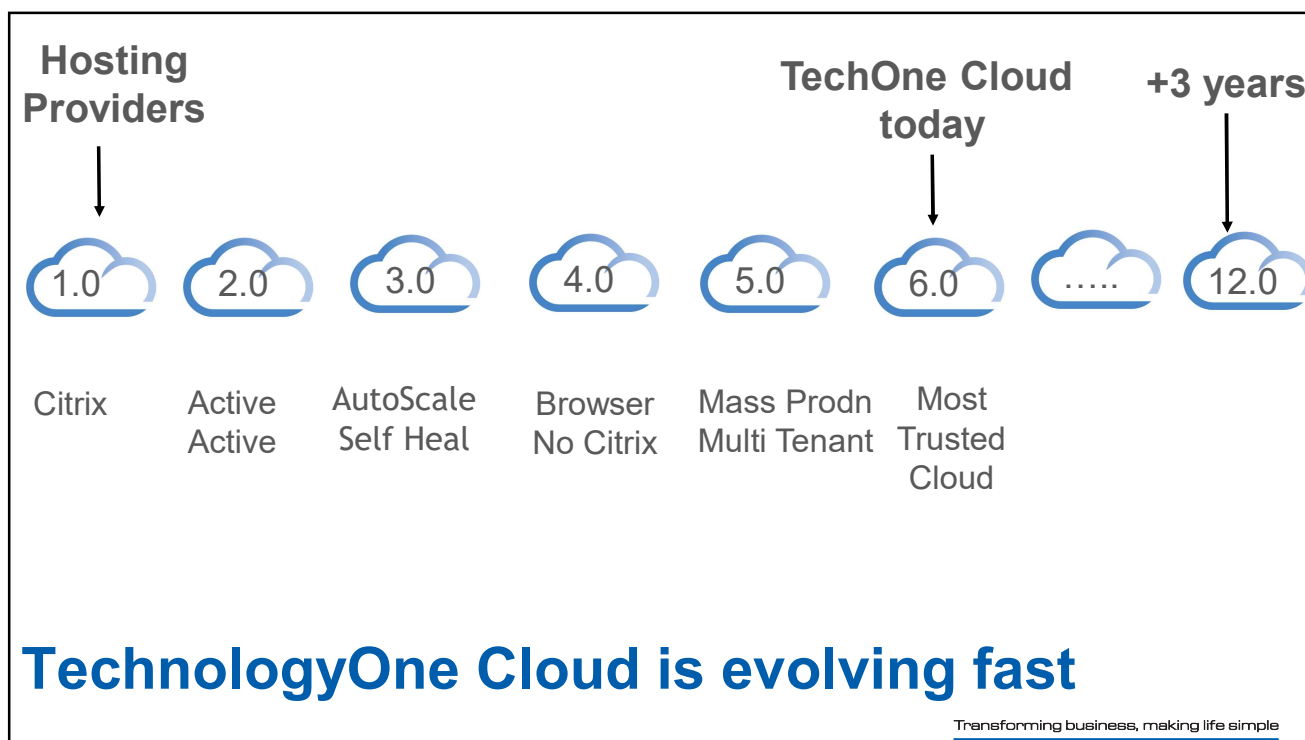 Hosting
Providers
TechOne Cloud
today
+3 years
1.0
2.0
3.0
4.0
5.0
6.0
.....
12.0
Citrix
Active
Active
AutoScale
Self Heal
Browser
No Citrix
Mass Prodn
Multi Tenant
Most
Trusted
Cloud
TechnologyOne Cloud is evolving fast
Transforming business, making life simple